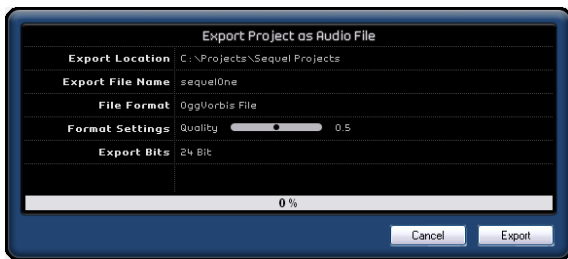 Export Project as Audio File
Export Location C:\Projects\Sequel Projects
Export File Name sequelOne
File Format OggVorbis File
Format Settings Quality 0.5
Export Bits 24 Bit
0 %
Cancel Export